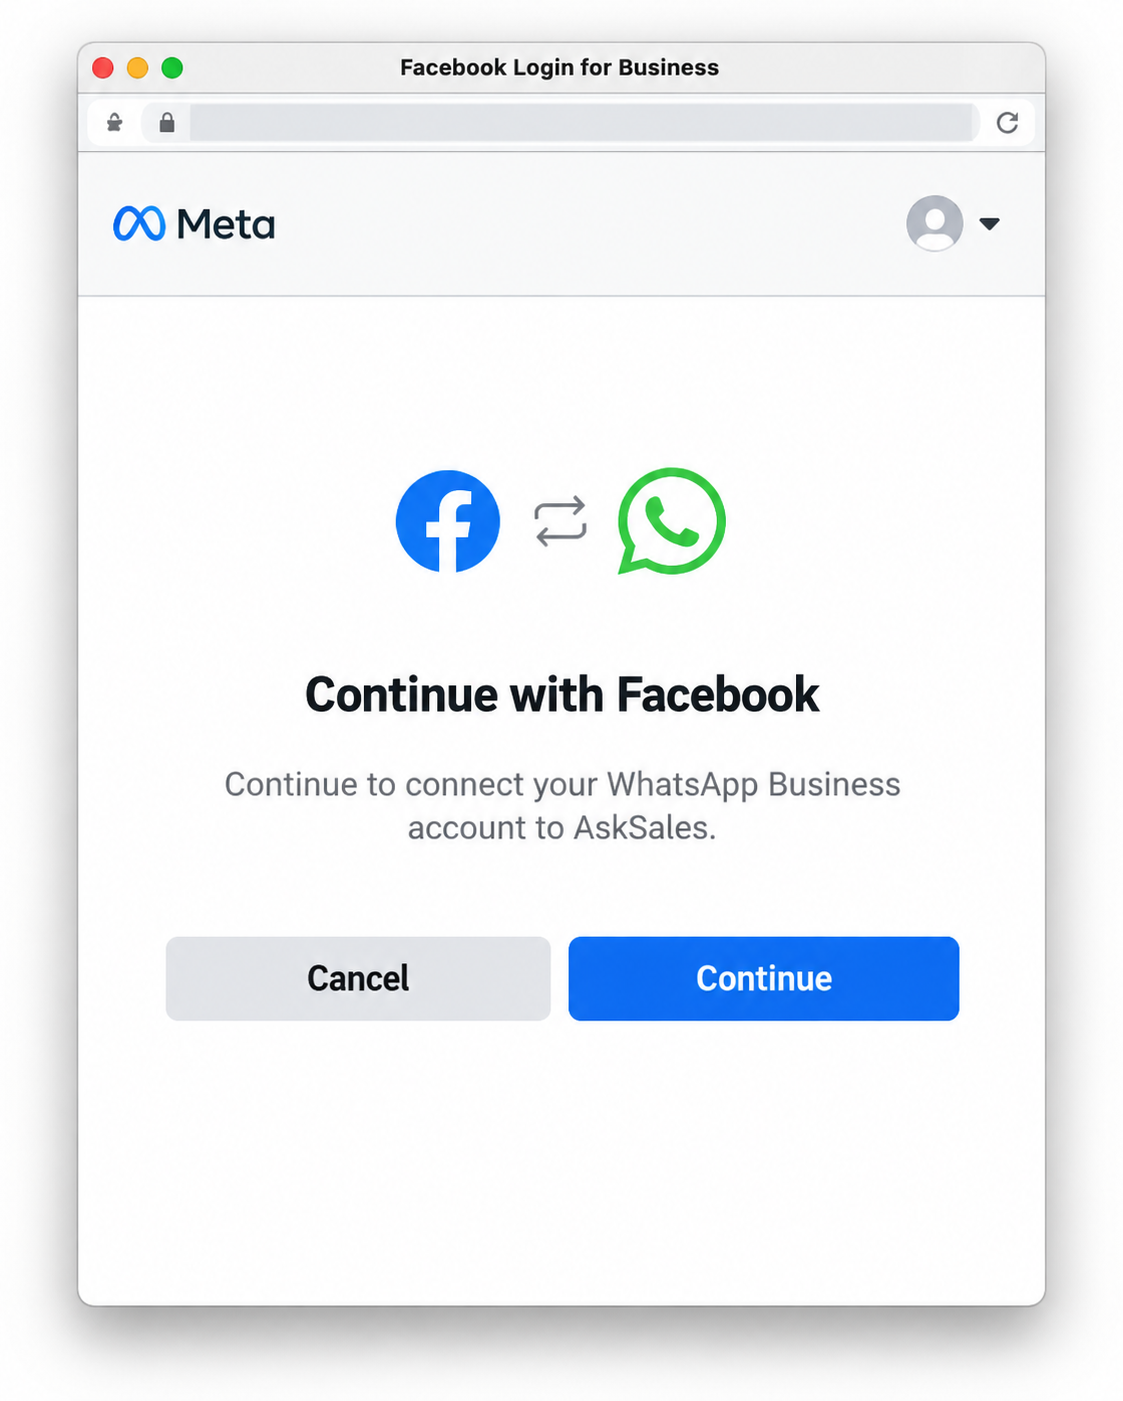 Facebook Login for Business
Meta
Continue with Facebook
Continue to connect your WhatsApp Business
account to AskSales.
Cancel
Continue